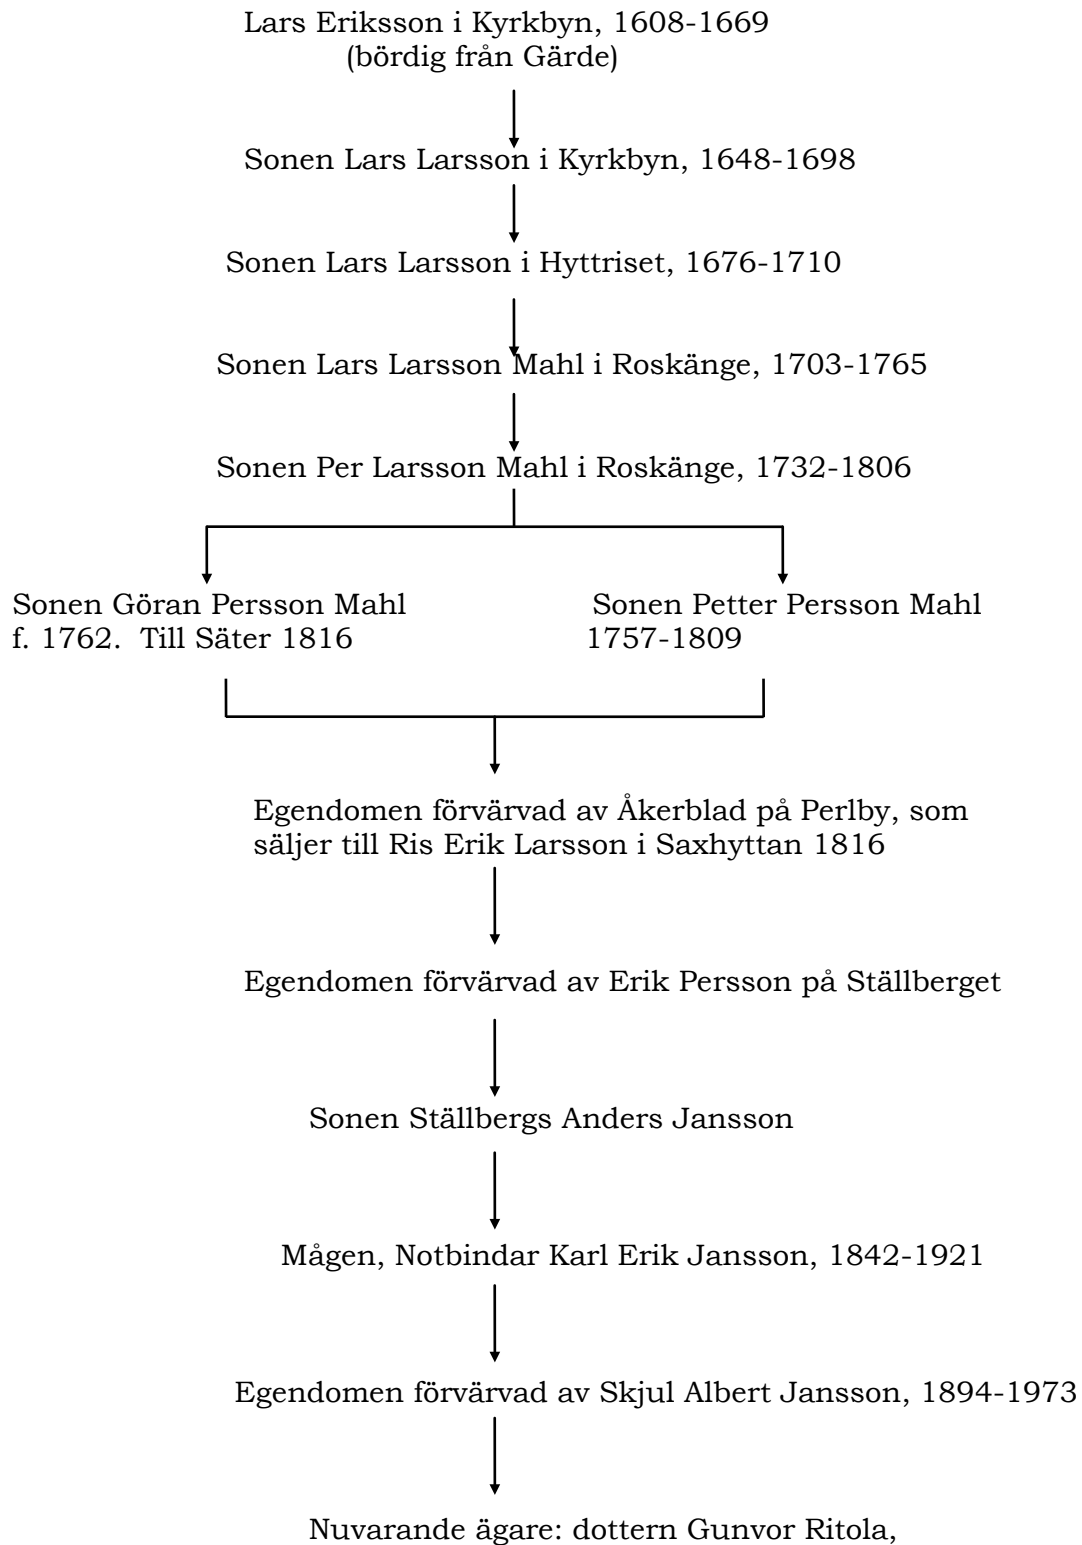 Lars Eriksson i Kyrkbyn, 1608-1669
(bördig från Gärde)
Sonen Lars Larsson i Kyrkbyn, 1648-1698
Sonen Lars Larsson i Hyttriset, 1676-1710
Sonen Lars Larsson Mahl i Roskänge, 1703-1765
Sonen Per Larsson Mahl i Roskänge, 1732-1806
Sonen Göran Persson Mahl
f. 1762. Till Säter 1816
Sonen Petter Persson Mahl
1757-1809
Egendomen förvärvad av Åkerblad på Perlby, som
säljer till Ris Erik Larsson i Saxhyttan 1816
Egendomen förvärvad av Erik Persson på Ställberget
Sonen Ställbergs Anders Jansson
Mågen, Notbindar Karl Erik Jansson, 1842-1921
Egendomen förvärvad av Skjul Albert Jansson, 1894-1973
Nuvarande ägare: dottern Gunvor Ritola,